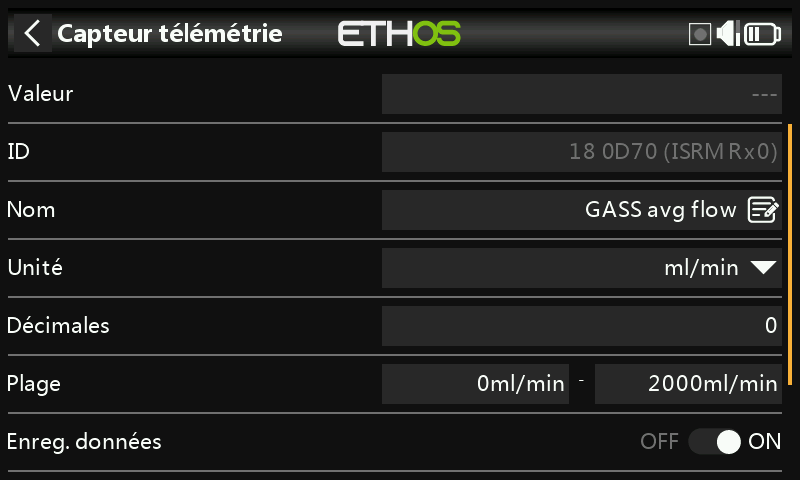 Capteur télémétrie
ETHOS
Valeur ---
ID 18 0D70 (ISRM Rx0)
Nom GASS avg flow
Unité ml/min
Décimales 0
Plage 0ml/min - 2000ml/min
Enreg. données OFF ON